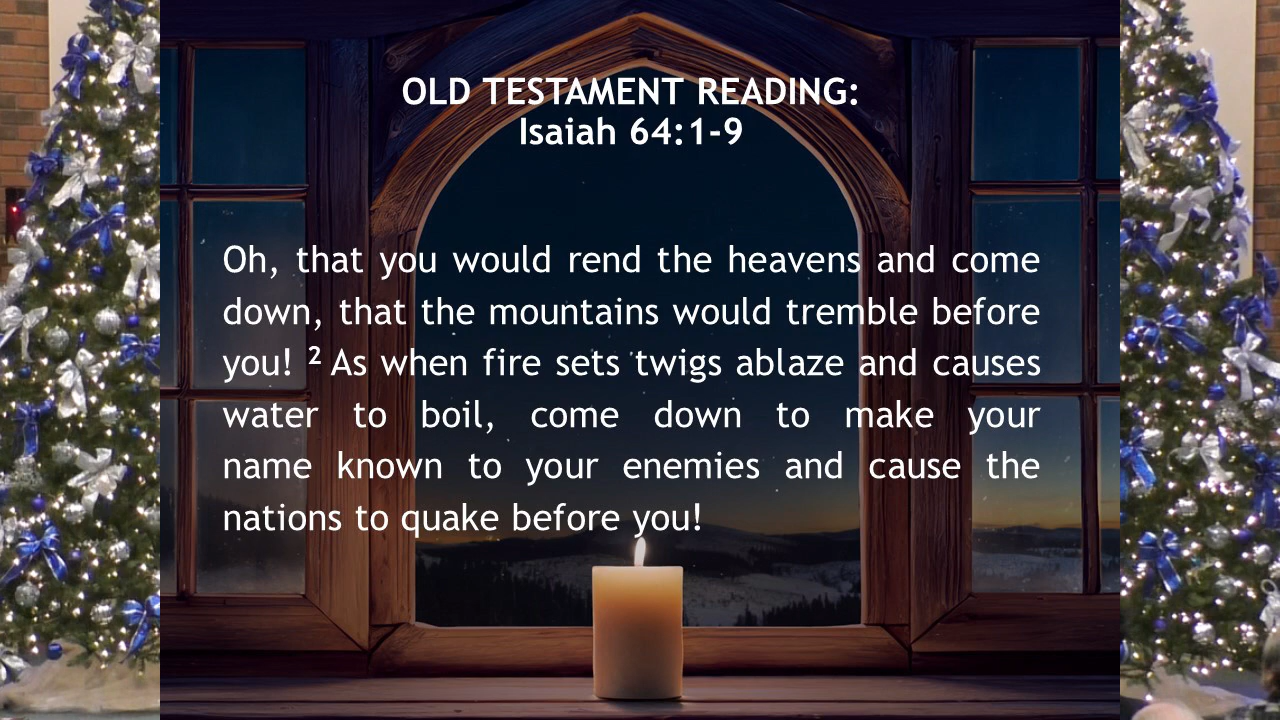 OLD TESTAMENT READING:
Isaiah 64:1-9
Oh, that you would rend the heavens and come
down, that the mountains would tremble before
you! ² As when fire sets twigs ablaze and causes
water to boil, come down to make your
name known to your enemies and cause the
nations to quake before you!